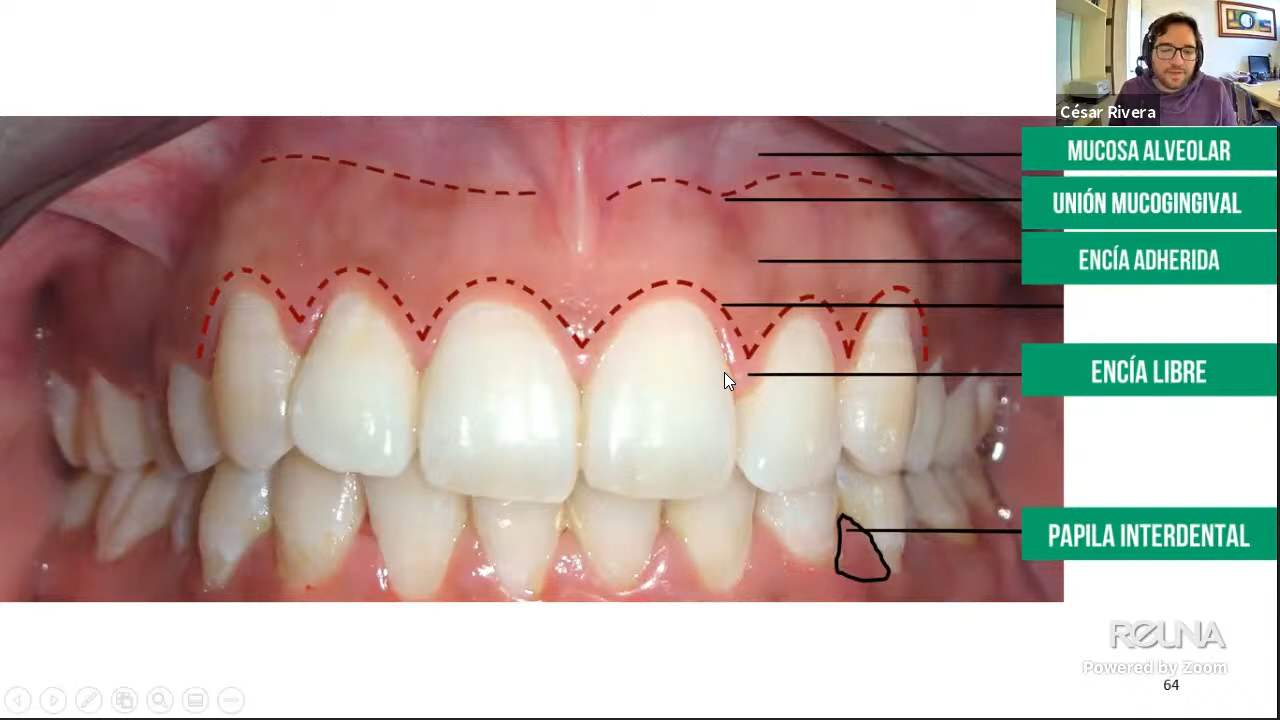 César Rivera
MUCOSA ALVEOLAR
UNIÓN MUCOGINGIVAL
ENCÍA ADHERIDA
ENCÍA LIBRE
PAPILA INTERDENTAL
REUNA
Powered by Zoom
64